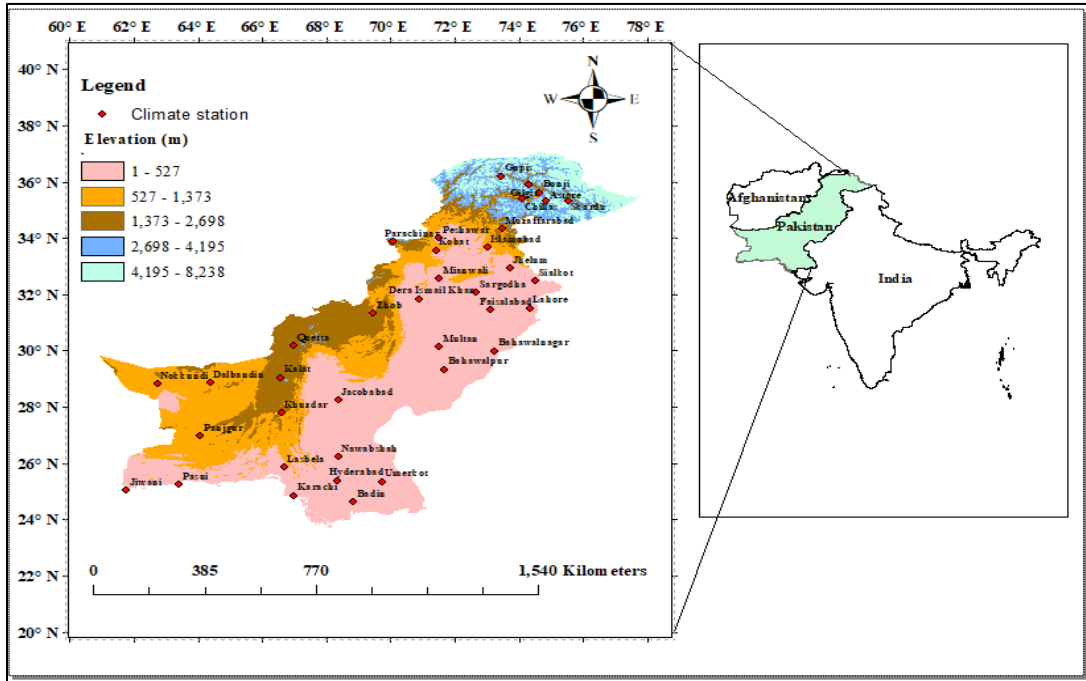 60° E 62° E 64° E 66° E 68° E 70° E 72° E 74° E 76° E 78° E
40° N
38° N
36° N
34° N
32° N
30° N
28° N
26° N
24° N
22° N
20° N
Legend
Climate station
Elevation (m)
1 - 527
527 - 1,373
1,373 - 2,698
2,698 - 4,195
4,195 - 8,238
N
W E
S
Gupis
Bunji
Gilgit
Astore
Chillas
Skardu
Muzaffarabad
Parachinar
Peshawar
Kohat
Islamabad
Jhelum
Mianwali
Sialkot
Dera Ismail Khan
Sargodha
Zhob
Faisalabad
Lahore
Quetta
Multan
Bahawalnagar
Bahawalpur
Nokkundi
Dalbandin
Kalat
Jacobabad
Khuzdar
Panjgur
Nawabshah
Lasbela
Hyderabad
Umerkot
Jiwani
Pasni
Karachi
Badin
0 385 770 1,540 Kilometers
Afghanistan
Pakistan
India